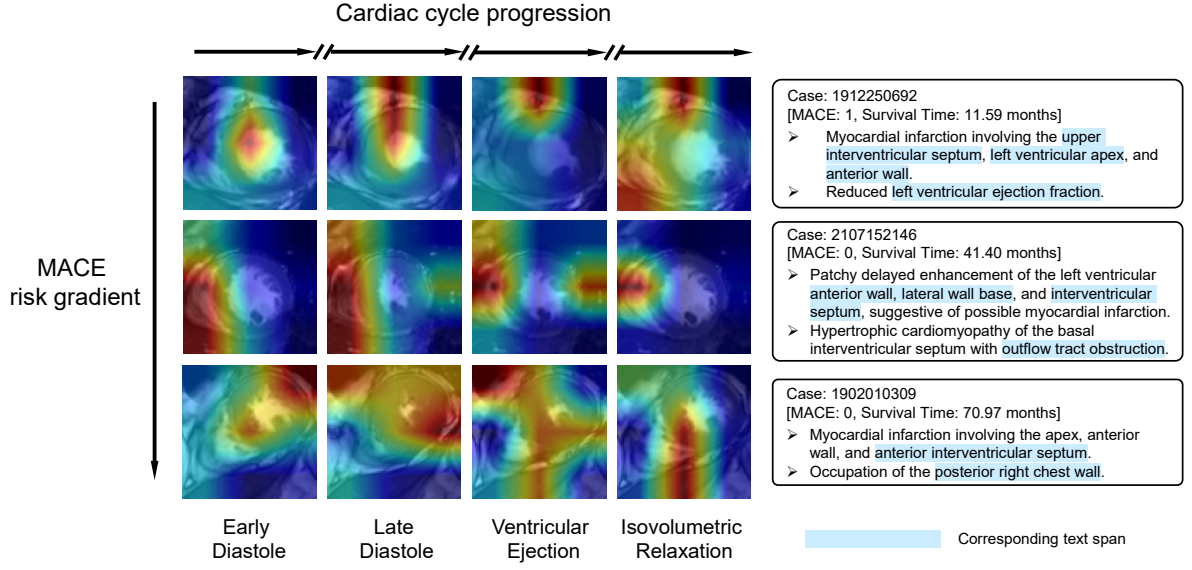 Cardiac cycle progression
MACE
risk gradient
Case: 1912250692
[MACE: 1, Survival Time: 11.59 months]
➢ Myocardial infarction involving the upper
interventricular septum, left ventricular apex, and
anterior wall.
➢ Reduced left ventricular ejection fraction.
Case: 2107152146
[MACE: 0, Survival Time: 41.40 months]
➢ Patchy delayed enhancement of the left ventricular
anterior wall, lateral wall base, and interventricular
septum, suggestive of possible myocardial infarction.
➢ Hypertrophic cardiomyopathy of the basal
interventricular septum with outflow tract obstruction.
Case: 1902010309
[MACE: 0, Survival Time: 70.97 months]
➢ Myocardial infarction involving the apex, anterior
wall, and anterior interventricular septum.
➢ Occupation of the posterior right chest wall.
Early
Diastole
Late
Diastole
Ventricular
Ejection
Isovolumetric
Relaxation
Corresponding text span